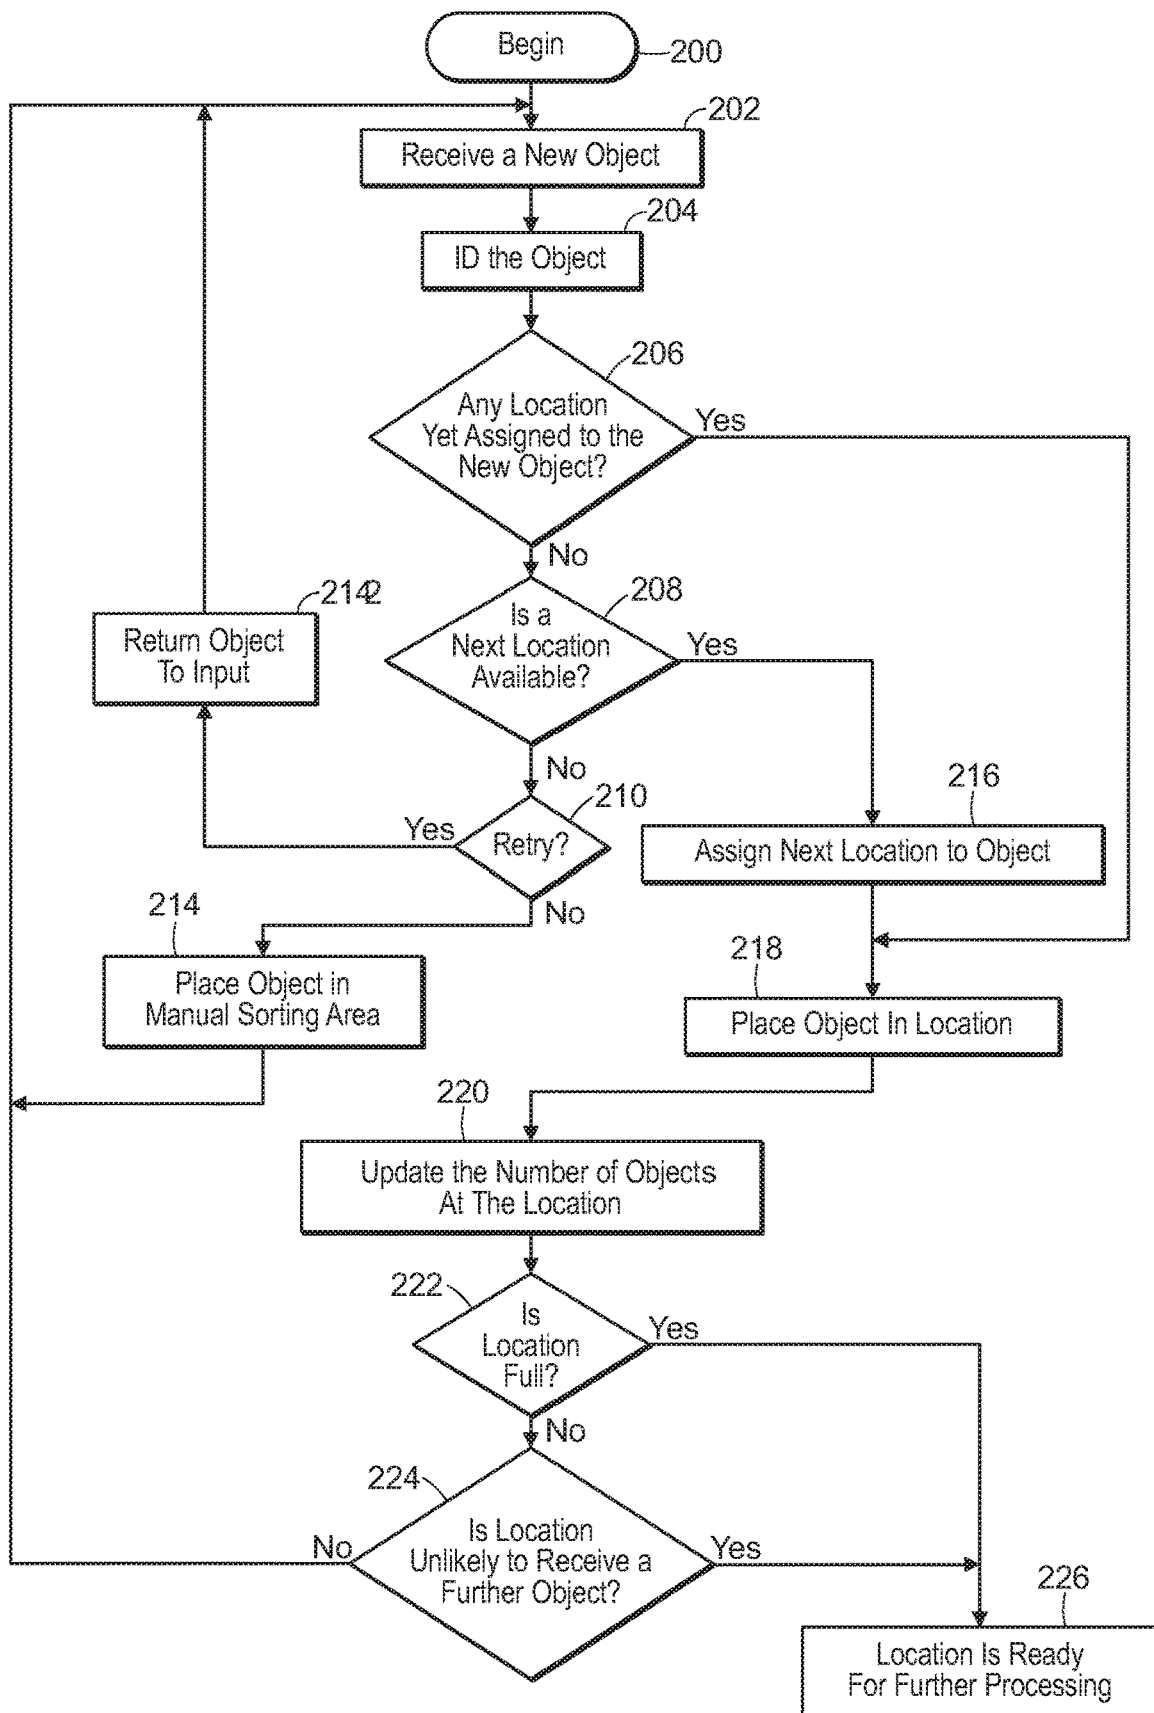 Begin
200
202
Receive a New Object
204
ID the Object
206
Any Location
Yet Assigned to the
New Object?
Yes
No
2142
Return Object
To Input
208
Is a
Next Location
Available?
Yes
No
210
Retry?
Yes
No
216
Assign Next Location to Object
214
Place Object in
Manual Sorting Area
218
Place Object In Location
220
Update the Number of Objects
At The Location
222
Is
Location
Full?
Yes
No
224
Is Location
Unlikely to Receive a
Further Object?
No
Yes
226
Location Is Ready
For Further Processing